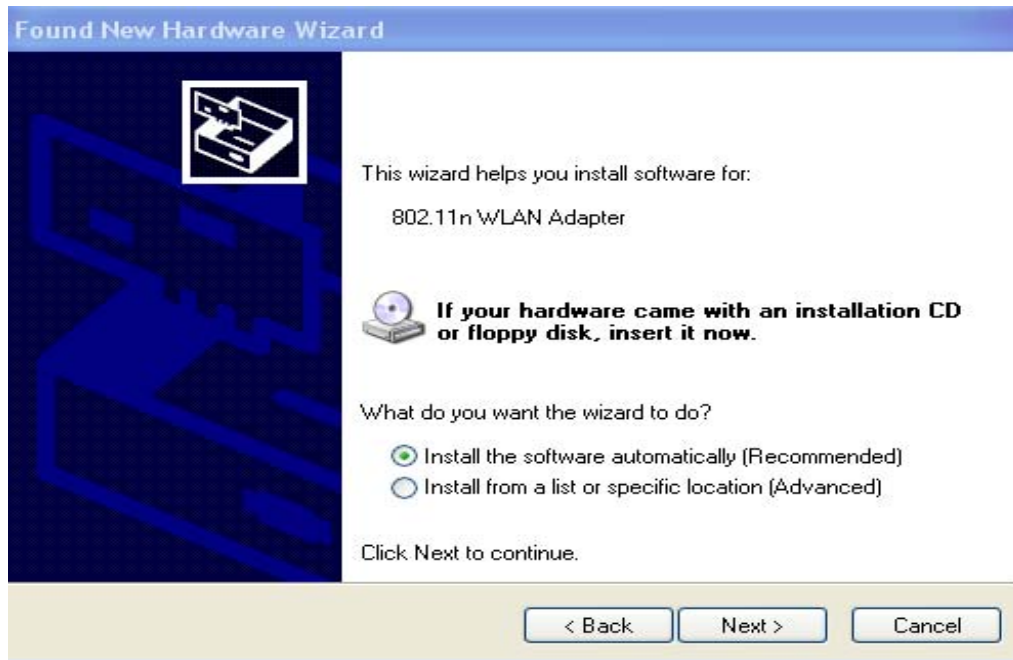 Found New Hardware Wizard
This wizard helps you install software for:
802.11n WLAN Adapter
If your hardware came with an installation CD
or floppy disk, insert it now.
What do you want the wizard to do?
Install the software automatically (Recommended)
Install from a list or specific location (Advanced)
Click Next to continue.
< Back Next > Cancel